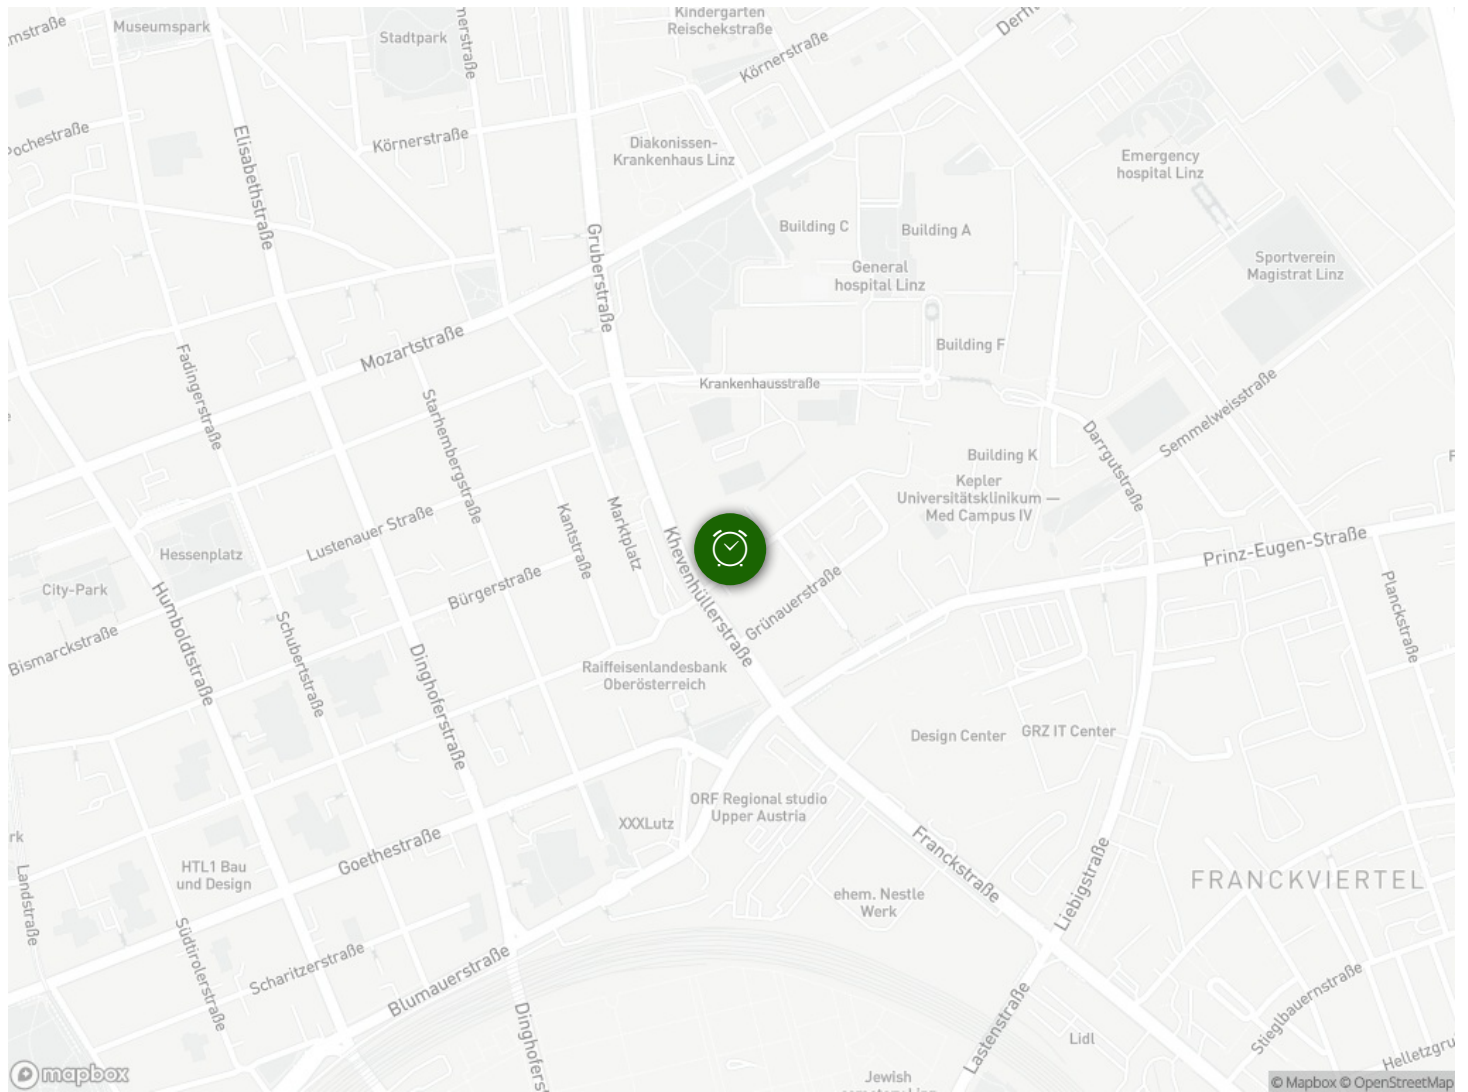 Kindergarten
Reischekstraße
Museumspark
Stadtpark
Körnerstraße
Körnerstraße
Diakonissen-
Krankenhaus Linz
Emergency
hospital Linz
Elisabethstraße
Building C
Building A
Gruberstraße
Sportverein
Magistrat Linz
General
hospital Linz
Mozartstraße
Building F
Fadingerstraße
Krankenhausstraße
Starhembergstraße
Semmelweisstraße
Darrgutstraße
Building K
Kepler
Universitätsklinikum —
Med Campus IV
Lustenauer Straße
Kantstraße
Marktplatz
Khevenhüllerstraße
Prinz-Eugen-Straße
Hessenplatz
City-Park
Bürgerstraße
Grünauerstraße
Planckstraße
Humboldtstraße
Bismarckstraße
Schubertstraße
Dinghoferstraße
Raiffeisenlandesbank
Oberösterreich
Design Center
GRZ IT Center
ORF Regional studio
Upper Austria
XXXLutz
Goethestraße
HTL1 Bau
und Design
Franckstraße
Liebigstraße
FRANCKVIERTEL
Landstraße
ehem. Nestle
Werk
Südtirolerstraße
Scharitzerstraße
Blumauerstraße
Lastenstraße
Stieglbauernstraße
Lidl
Jewish
mapbox
© Mapbox © OpenStreetMap